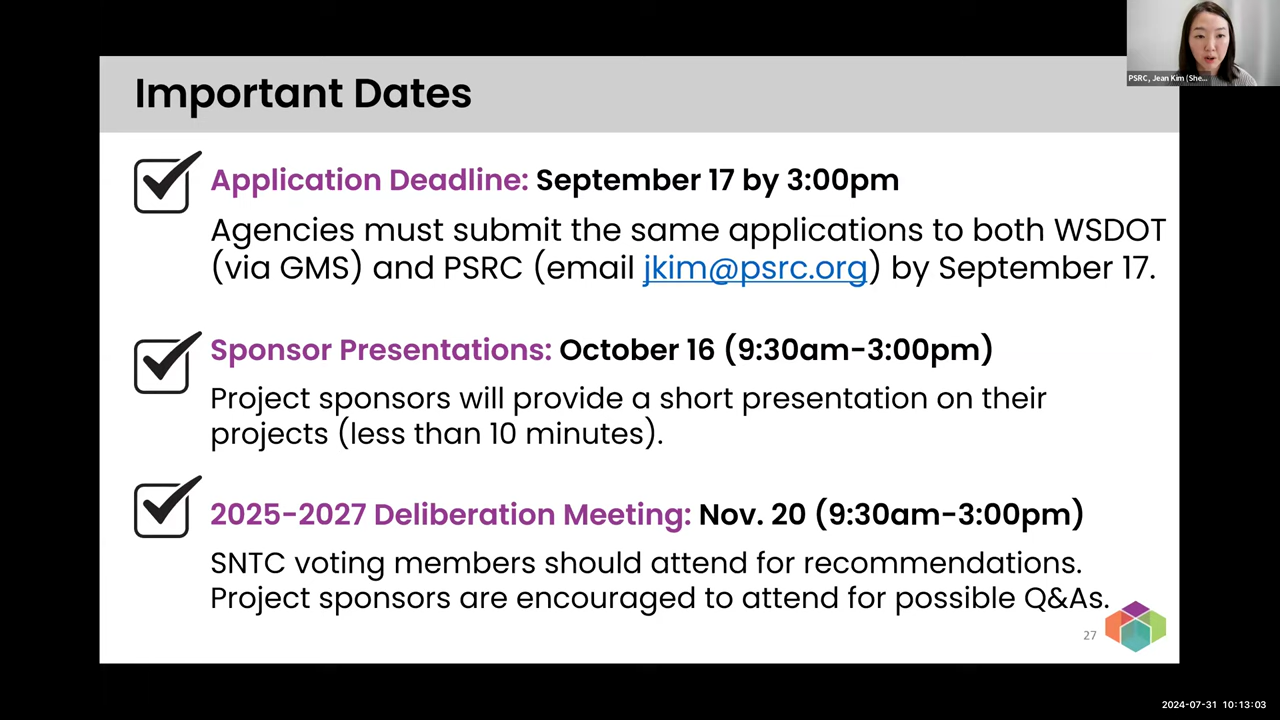 PSRC, Jean Kim (She...
Important Dates
Application Deadline: September 17 by 3:00pm
Agencies must submit the same applications to both WSDOT
(via GMS) and PSRC (email jkim@psrc.org) by September 17.
Sponsor Presentations: October 16 (9:30am-3:00pm)
Project sponsors will provide a short presentation on their
projects (less than 10 minutes).
2025-2027 Deliberation Meeting: Nov. 20 (9:30am-3:00pm)
SNTC voting members should attend for recommendations.
Project sponsors are encouraged to attend for possible Q&As.
27
2024-07-31 10:13:03